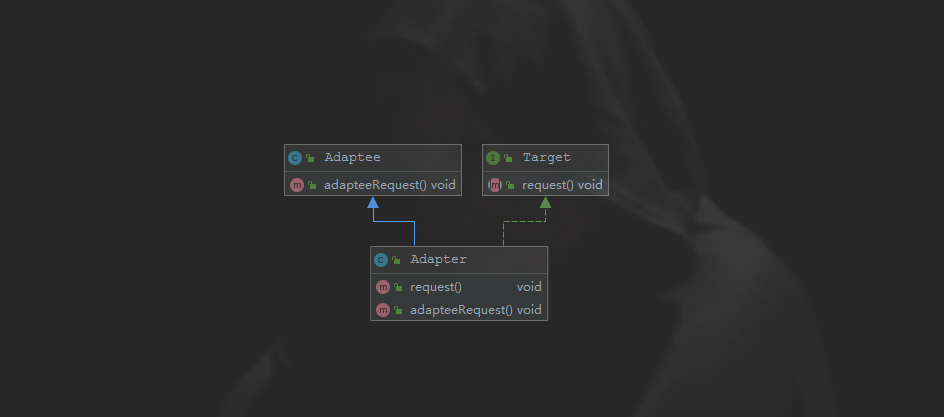 Adaptee
adapteeRequest() void
Target
request() void
Adapter
request() void
adapteeRequest() void